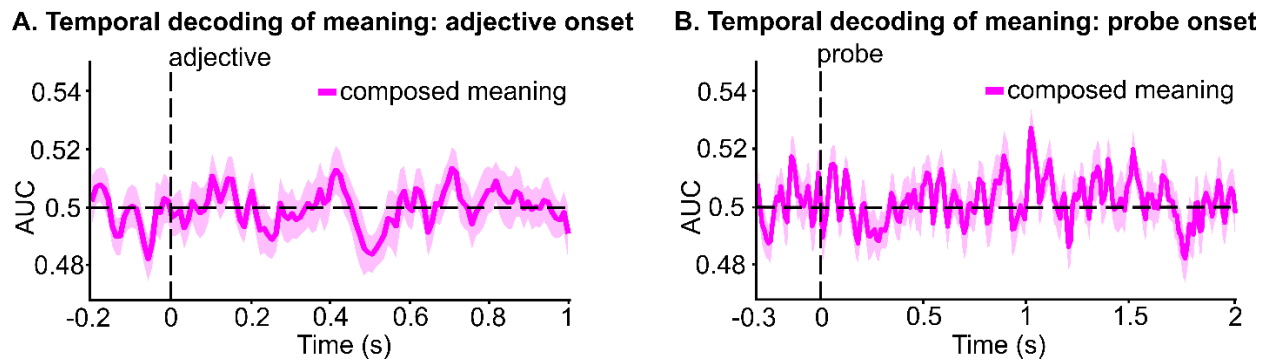 A. Temporal decoding of meaning: adjective onset
adjective
composed meaning
0.54
0.52
0.5
0.48
AUC
-0.2 0 0.2 0.4 0.6 0.8 1
Time (s)
B. Temporal decoding of meaning: probe onset
probe
composed meaning
0.54
0.52
0.5
0.48
AUC
-0.3 0 0.5 1 1.5 2
Time (s)